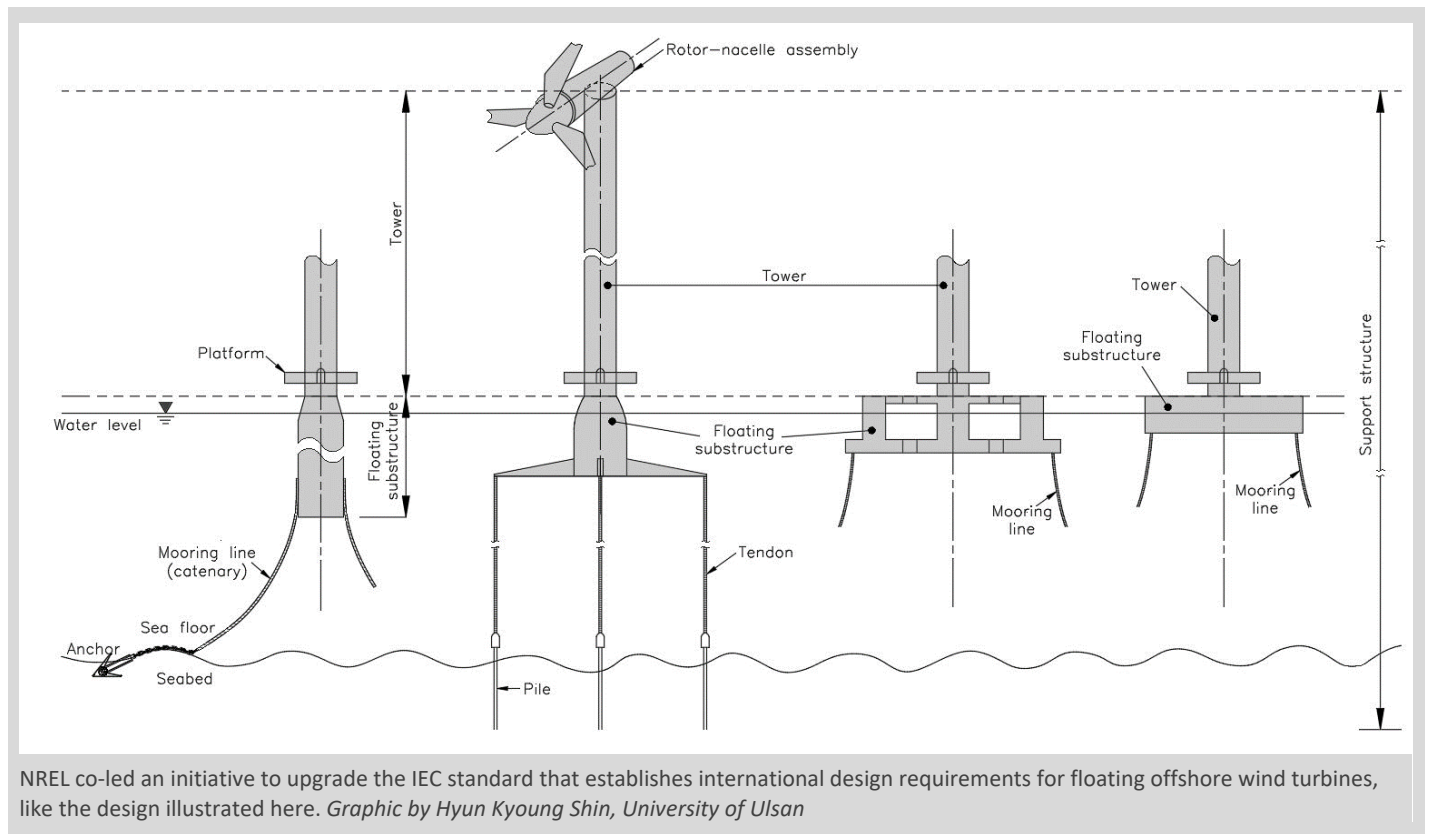 Rotor-nacelle assembly
Tower
Support structure
Tower
Tower
Platform
Floating
substructure
Water level
Floating
substructure
Floating
substructure
Mooring
line
Mooring
line
Mooring line
(catenary)
Tendon
Sea floor
Anchor
Seabed
Pile
NREL co-led an initiative to upgrade the IEC standard that establishes international design requirements for floating offshore wind turbines,
like the design illustrated here. Graphic by Hyun Kyoung Shin, University of Ulsan